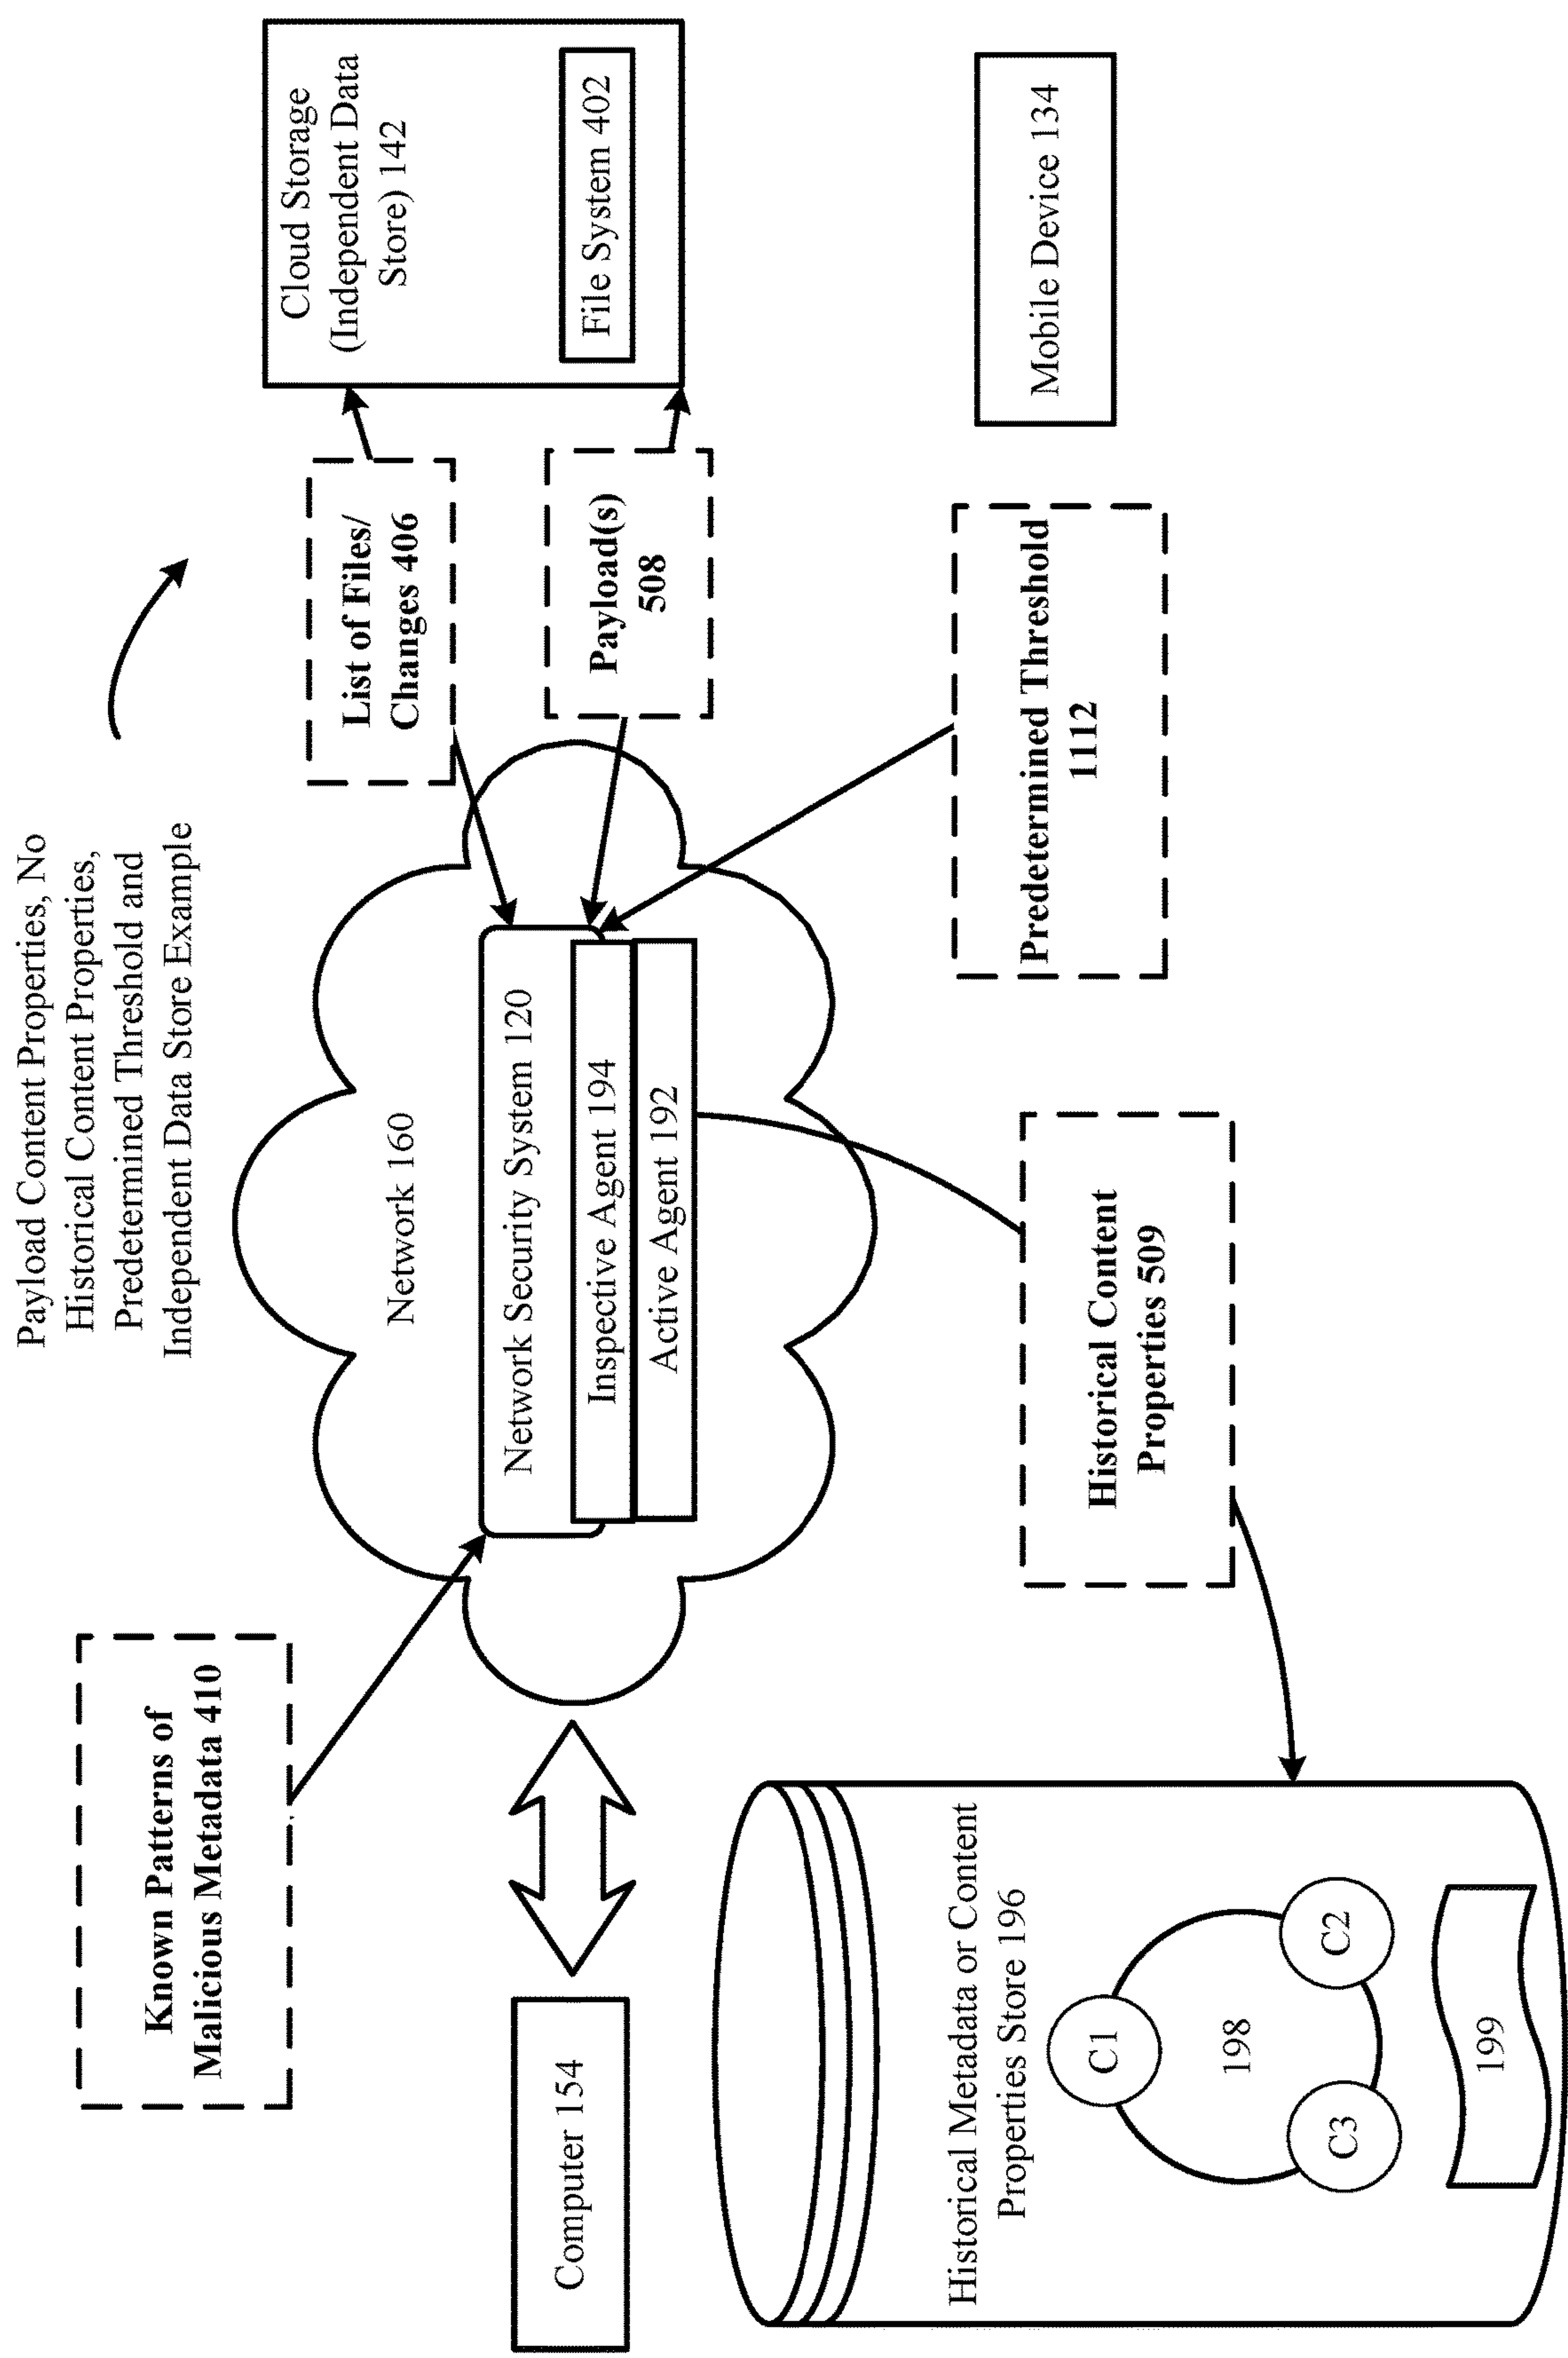 Payload Content Properties, No
Historical Content Properties,
Predetermined Threshold and
Independent Data Store Example
Known Patterns of
Malicious Metadata 410
List of Files/
Changes 406
Cloud Storage
(Independent Data
Store) 142
File System 402
Payload(s)
508
Network 160
Network Security System 120
Inspective Agent 194
Active Agent 192
Computer 154
Mobile Device 134
Predetermined Threshold
1112
Historical Content
Properties 509
Historical Metadata or Content
Properties Store 196
C1
C2
C3
198
199